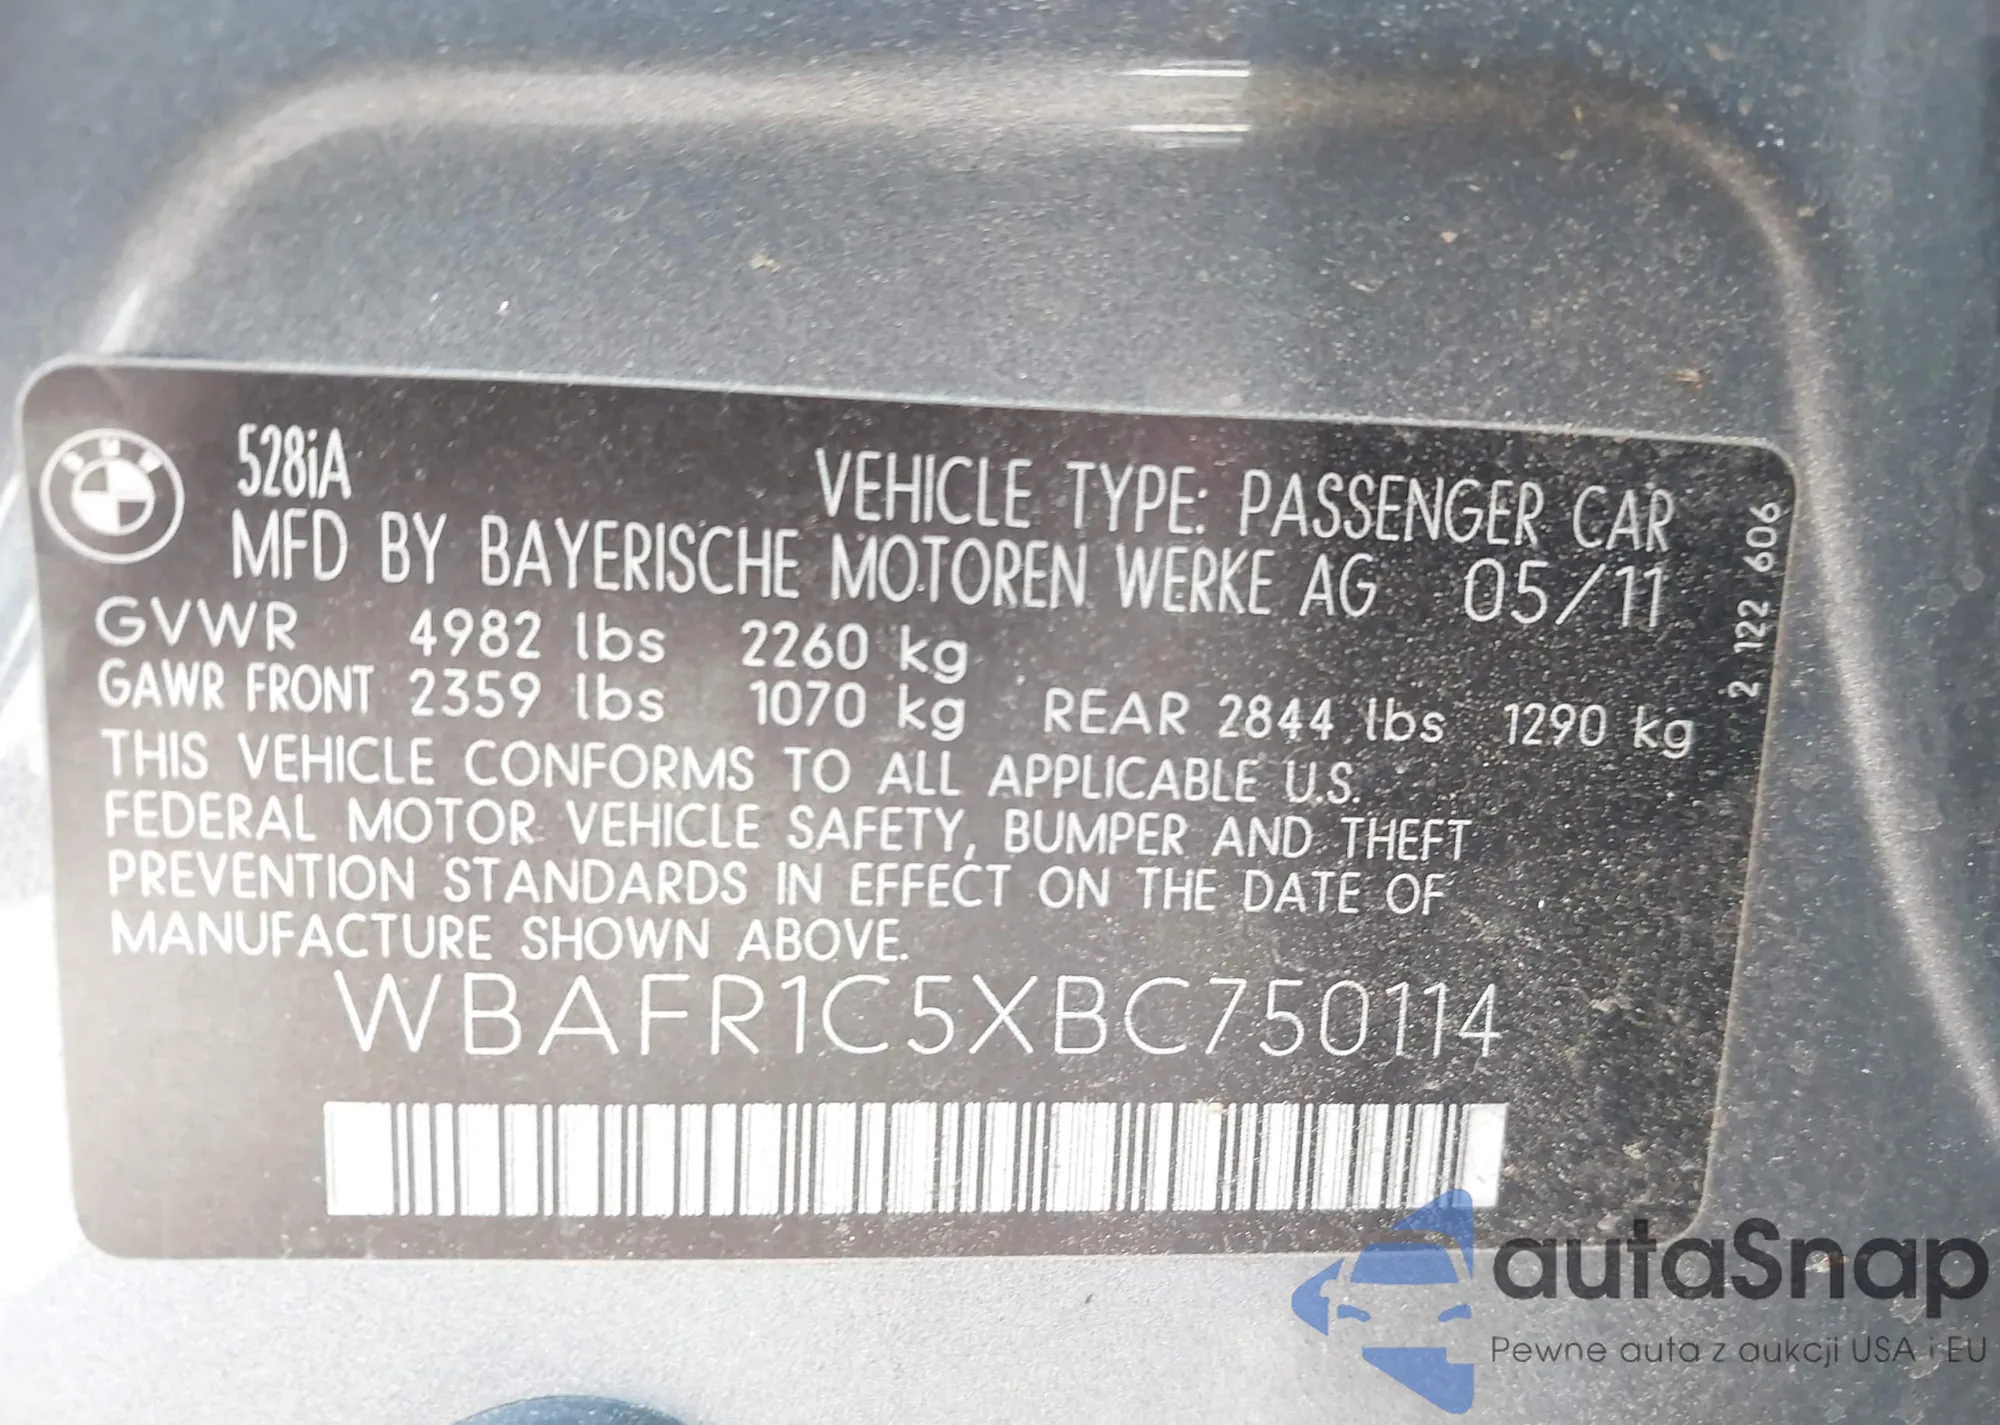 BMW
528iA
VEHICLE TYPE: PASSENGER CAR
MFD BY BAYERISCHE MOTOREN WERKE AG 05/11
GVWR 4982 lbs 2260 kg
GAWR FRONT 2359 lbs 1070 kg REAR 2844 lbs 1290 kg
THIS VEHICLE CONFORMS TO ALL APPLICABLE U.S.
FEDERAL MOTOR VEHICLE SAFETY, BUMPER AND THEFT
PREVENTION STANDARDS IN EFFECT ON THE DATE OF
MANUFACTURE SHOWN ABOVE.
WBAFR1C5XBC750114
2 122 606
autaSnap
Pewne auta z aukcji USA i EU